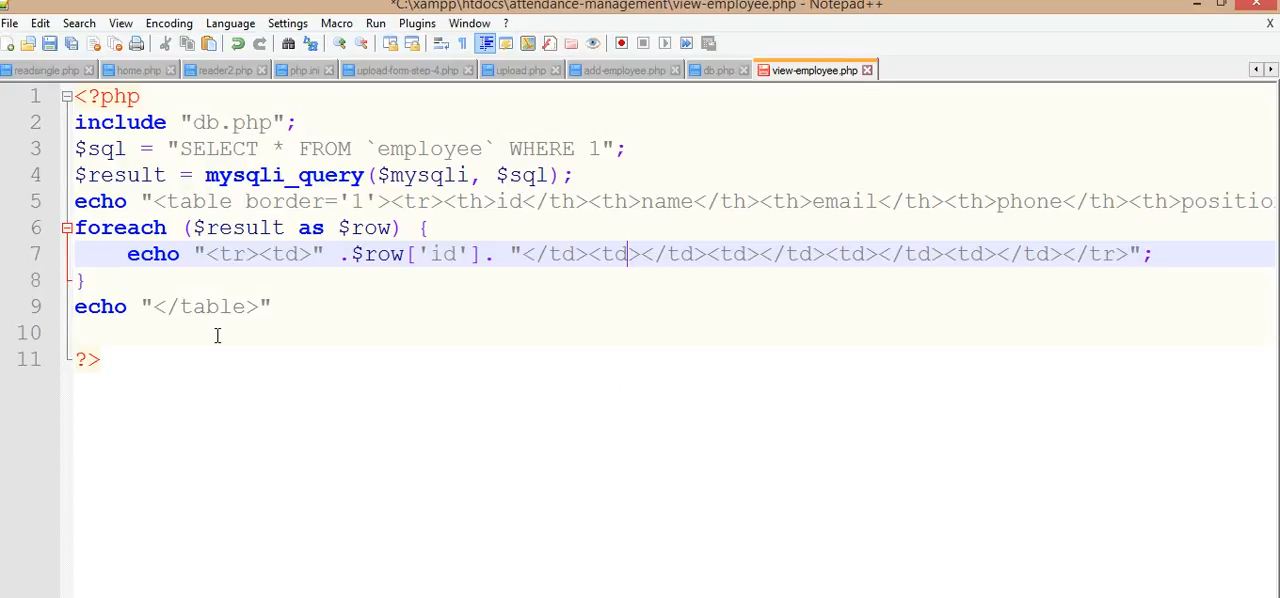 *C:\xampp\htdocs\attendance-management\view-employee.php - Notepad++
File Edit Search View Encoding Language Settings Macro Run Plugins Window ? X
readsingle.php home.php reader2.php php.ini upload-form-step-4.php upload.php add-employee.php db.php view-employee.php
1 <?php
2 include "db.php";
3 $sql = "SELECT * FROM `employee` WHERE 1";
4 $result = mysqli_query($mysqli, $sql);
5 echo "<table border='1'><tr><th>id</th><th>name</th><th>email</th><th>phone</th><th>positio
6 foreach ($result as $row) {
7 echo "<tr><td>" .$row['id']. "</td><td></td><td></td><td></td><td></td></tr>";
8 }
9 echo "</table>"
10
11 ?>